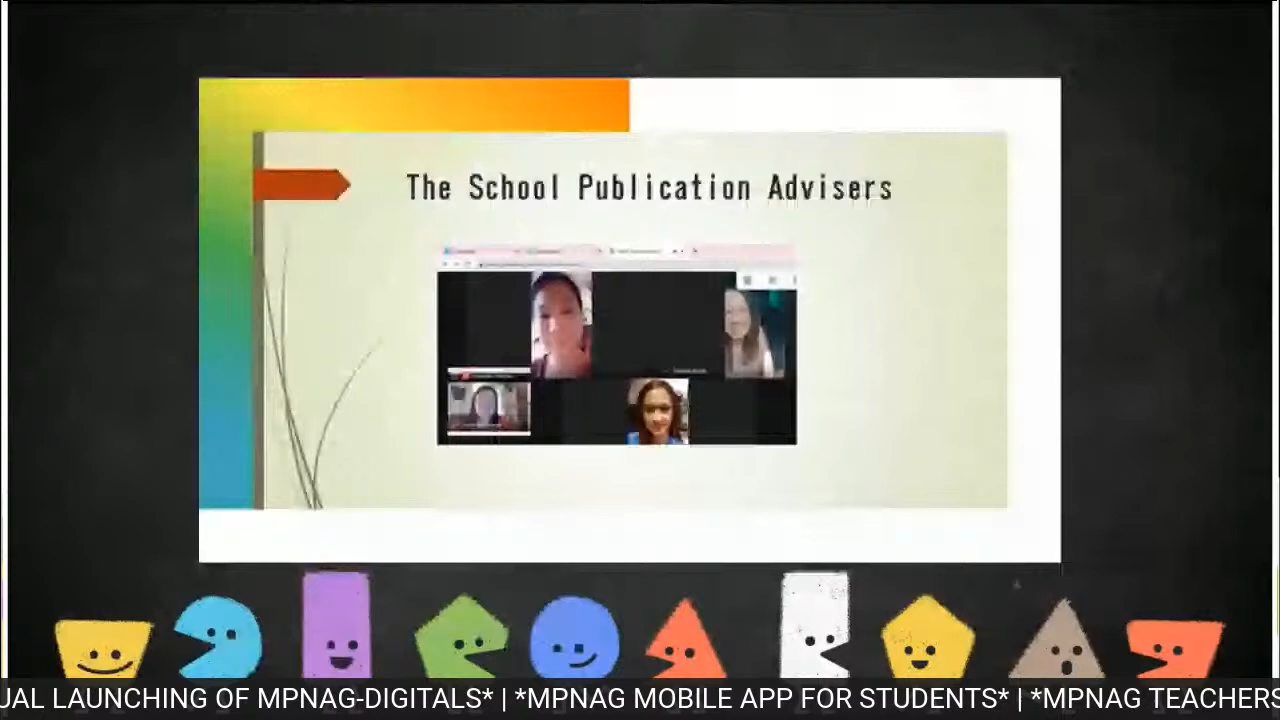 The School Publication Advisers
UAL LAUNCHING OF MPNAG-DIGITALS* | *MPNAG MOBILE APP FOR STUDENTS* | *MPNAG TEACHERS